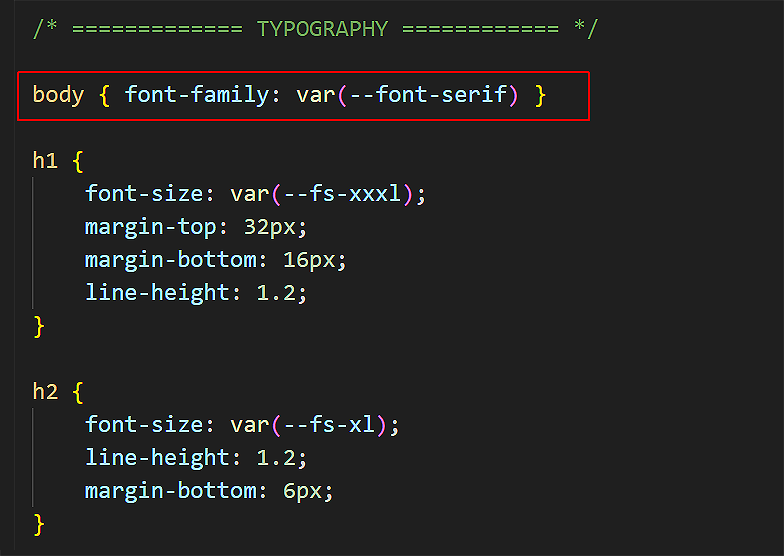 /* ============= TYPOGRAPHY ============ */
body { font-family: var(--font-serif) }
h1 {
font-size: var(--fs-xxxl);
margin-top: 32px;
margin-bottom: 16px;
line-height: 1.2;
}
h2 {
font-size: var(--fs-xl);
line-height: 1.2;
margin-bottom: 6px;
}